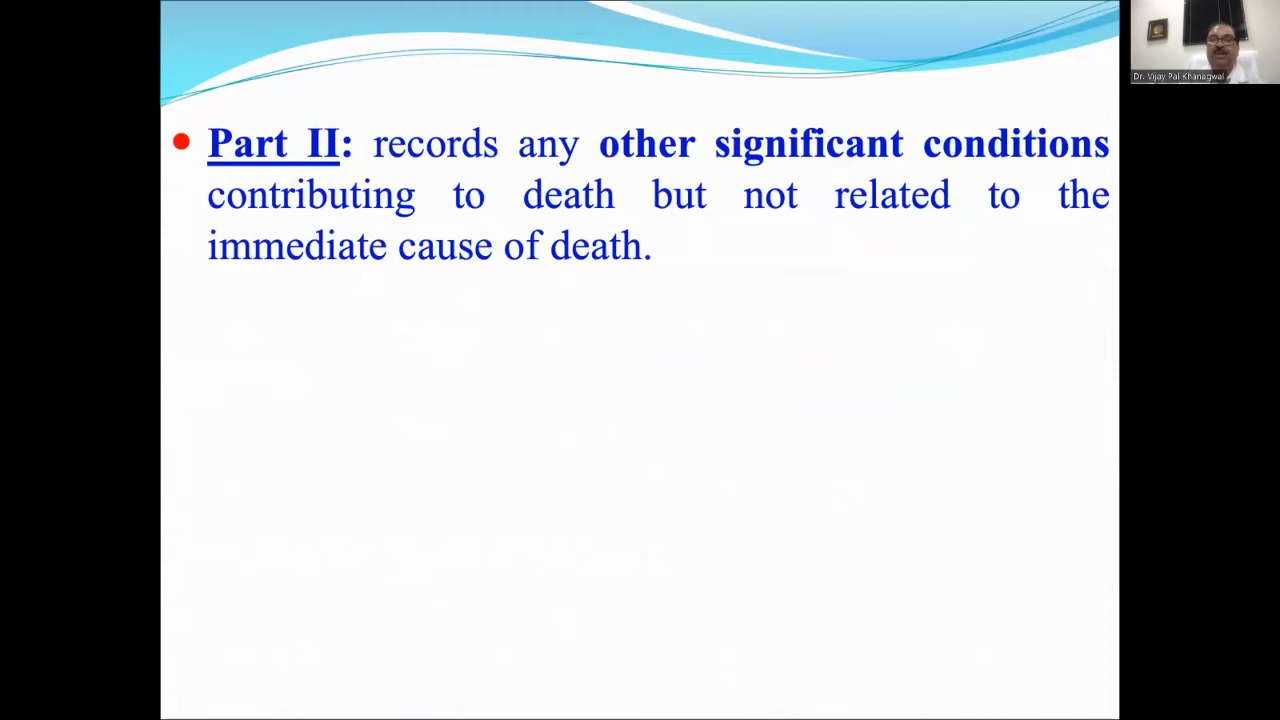 Part II: records any other significant conditions
contributing to death but not related to the
immediate cause of death.
Dr. Vijay Pal Khanagwal